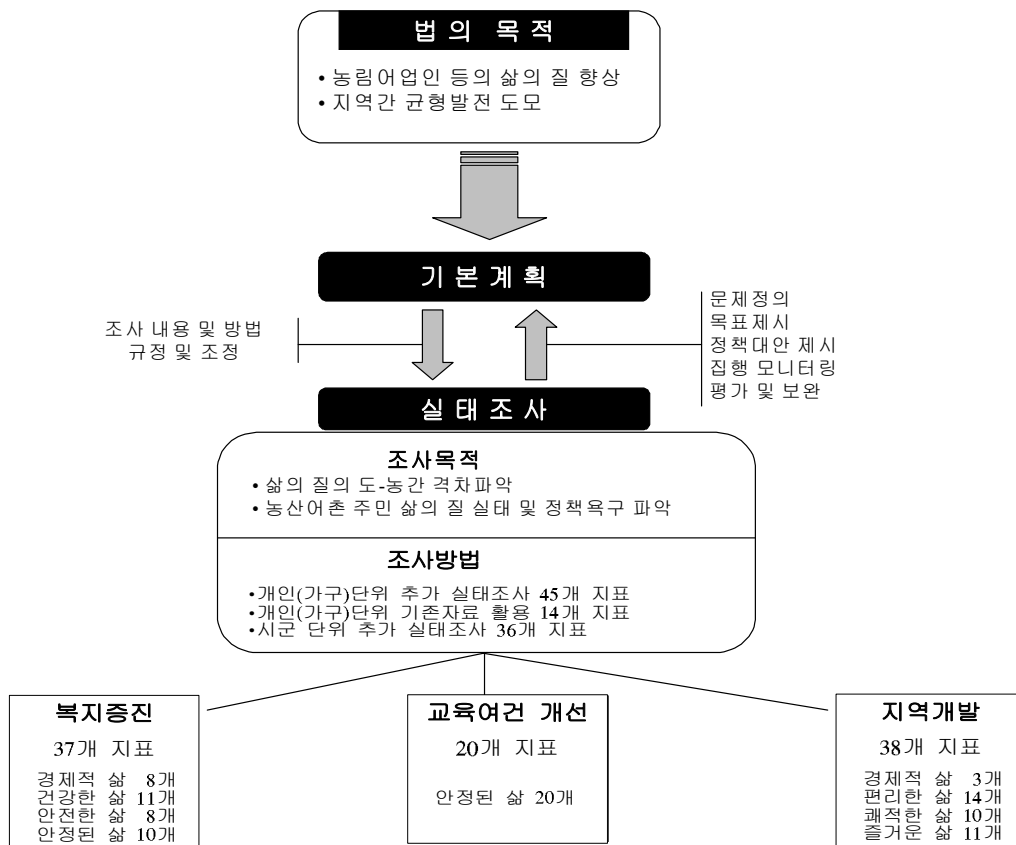 법의 목적
• 농림어업인 등의 삶의 질 향상
• 지역간 균형발전 도모
기본계획
조사 내용 및 방법
규정 및 조정
문제정의
목표제시
정책대안 제시
집행 모니터링
평가 및 보완
실태조사
조사목적
• 삶의 질의 도-농간 격차파악
• 농산어촌 주민 삶의 질 실태 및 정책욕구 파악
조사방법
•개인(가구)단위 추가 실태조사 45개 지표
•개인(가구)단위 기존자료 활용 14개 지표
•시군 단위 추가 실태조사 36개 지표
복지증진
37개 지표
경제적 삶 8개
건강한 삶 11개
안전한 삶 8개
안정된 삶 10개
교육여건 개선
20개 지표
안정된 삶 20개
지역개발
38개 지표
경제적 삶 3개
편리한 삶 14개
쾌적한 삶 10개
즐거운 삶 11개